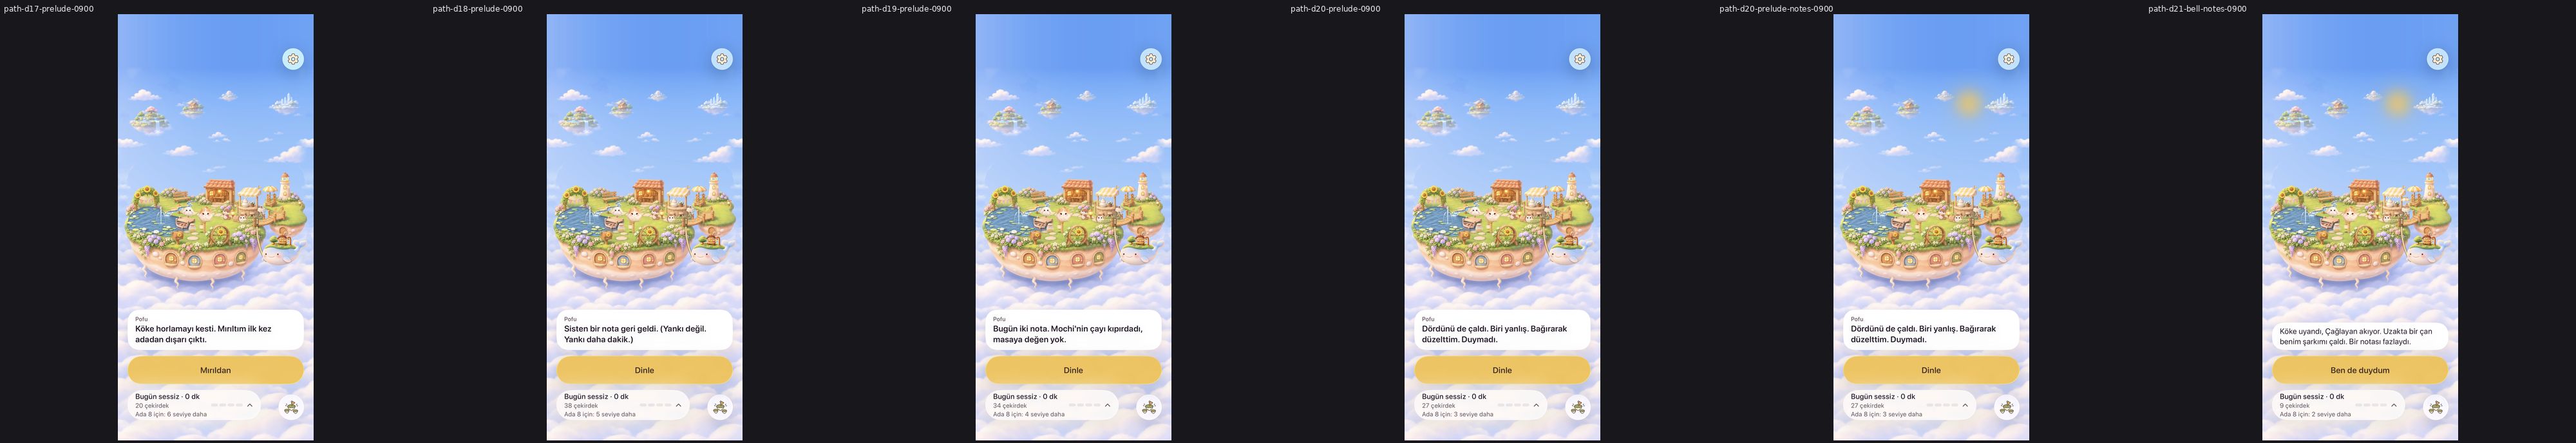 path-d17-prelude-0900
Pofu
Köke horlamayı kesti. Mırıltım ilk kez
adadan dışarı çıktı.
Mırıldan
Bugün sessiz · 0 dk
20 çekirdek
Ada 8 için: 6 seviye daha
path-d18-prelude-0900
Pofu
Sisten bir nota geri geldi. (Yankı değil.
Yankı daha dakik.)
Dinle
Bugün sessiz · 0 dk
38 çekirdek
Ada 8 için: 5 seviye daha
path-d19-prelude-0900
Pofu
Bugün iki nota. Mochi'nin çayı kıpırdadı,
masaya değen yok.
Dinle
Bugün sessiz · 0 dk
34 çekirdek
Ada 8 için: 4 seviye daha
path-d20-prelude-0900
Pofu
Dördünü de çaldı. Biri yanlış. Bağırarak
düzelttim. Duymadı.
Dinle
Bugün sessiz · 0 dk
27 çekirdek
Ada 8 için: 3 seviye daha
path-d20-prelude-notes-0900
Pofu
Dördünü de çaldı. Biri yanlış. Bağırarak
düzelttim. Duymadı.
Dinle
Bugün sessiz · 0 dk
27 çekirdek
Ada 8 için: 3 seviye daha
path-d21-bell-notes-0900
Köke uyandı, Çağlayan akıyor. Uzakta bir çan
benim şarkımı çaldı. Bir notası fazlaydı.
Ben de duydum
Bugün sessiz · 0 dk
9 çekirdek
Ada 8 için: 2 seviye daha